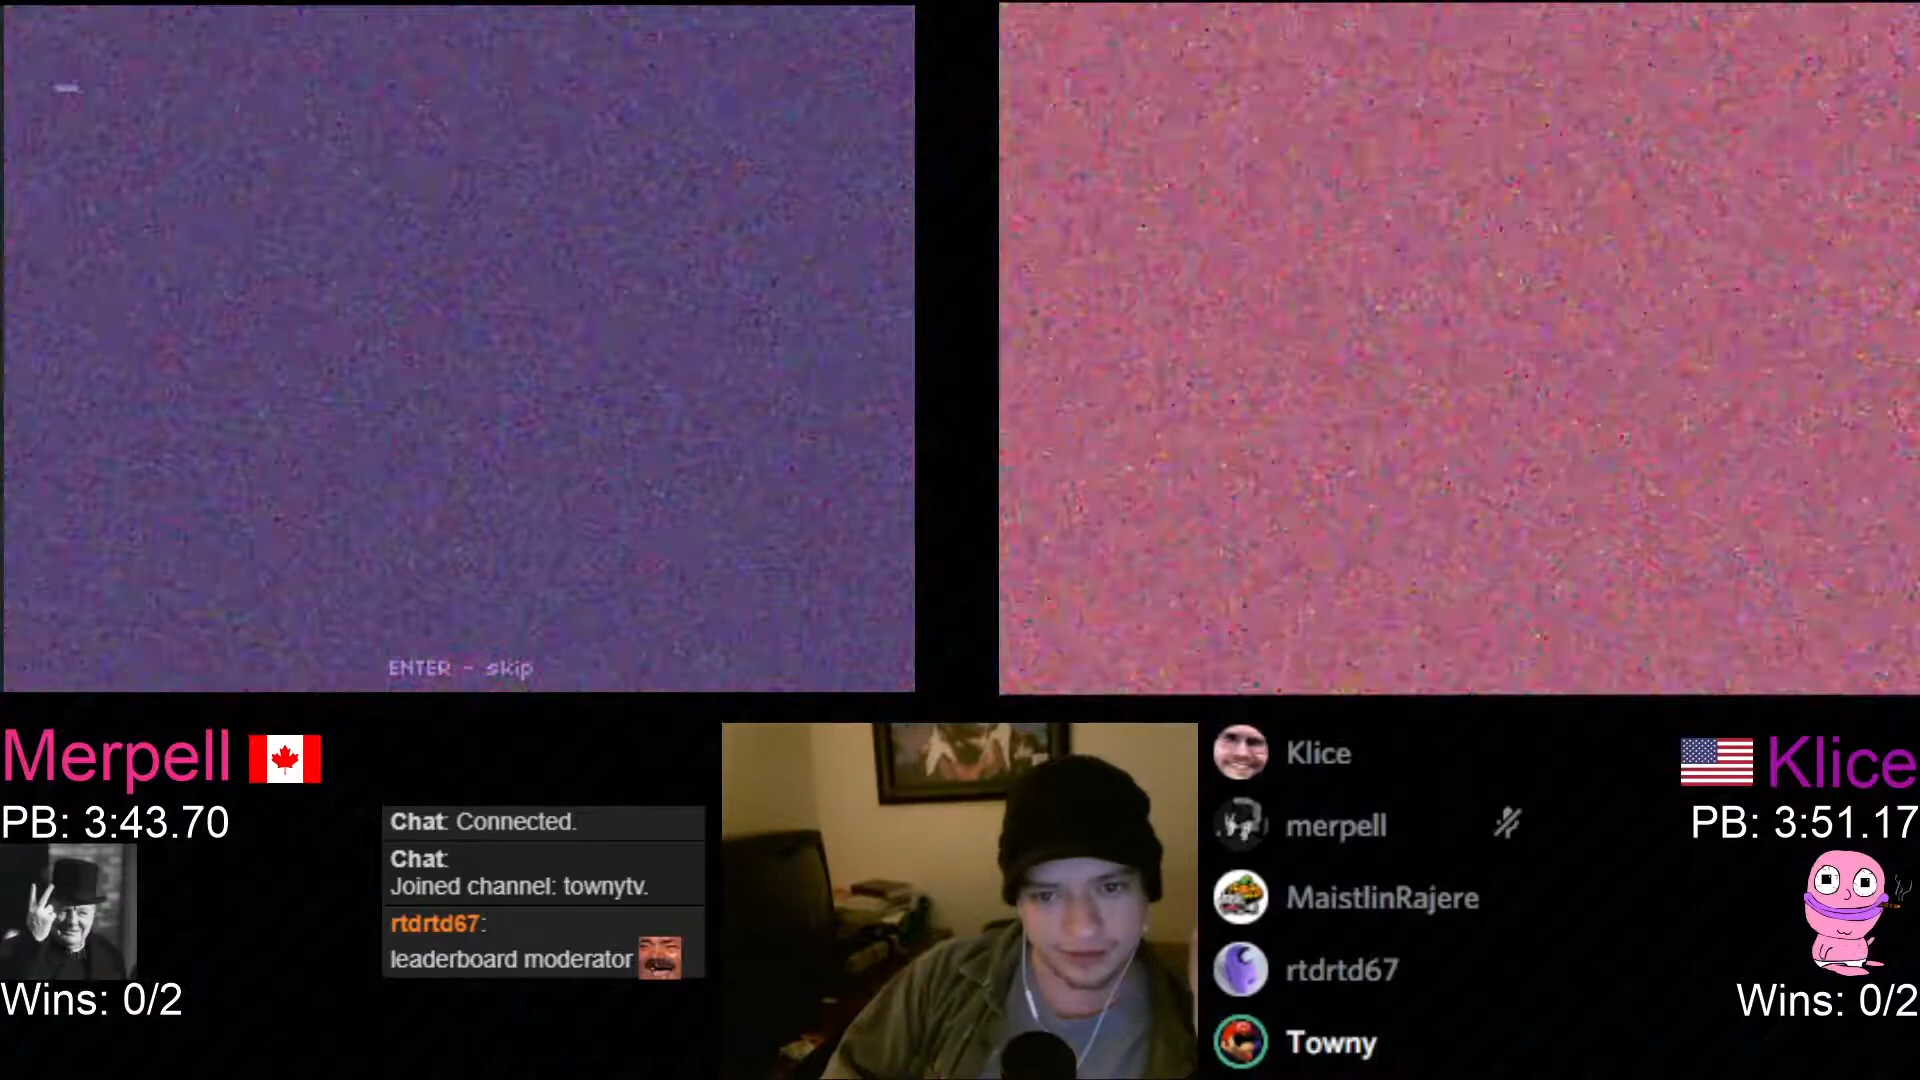 ENTER - skip
Merpell
PB: 3:43.70
Wins: 0/2
Chat: Connected.
Chat:
Joined channel: townytv.
rtdrtd67:
leaderboard moderator
Klice
merpell
MaistlinRajere
rtdrtd67
Towny
Klice
PB: 3:51.17
Wins: 0/2